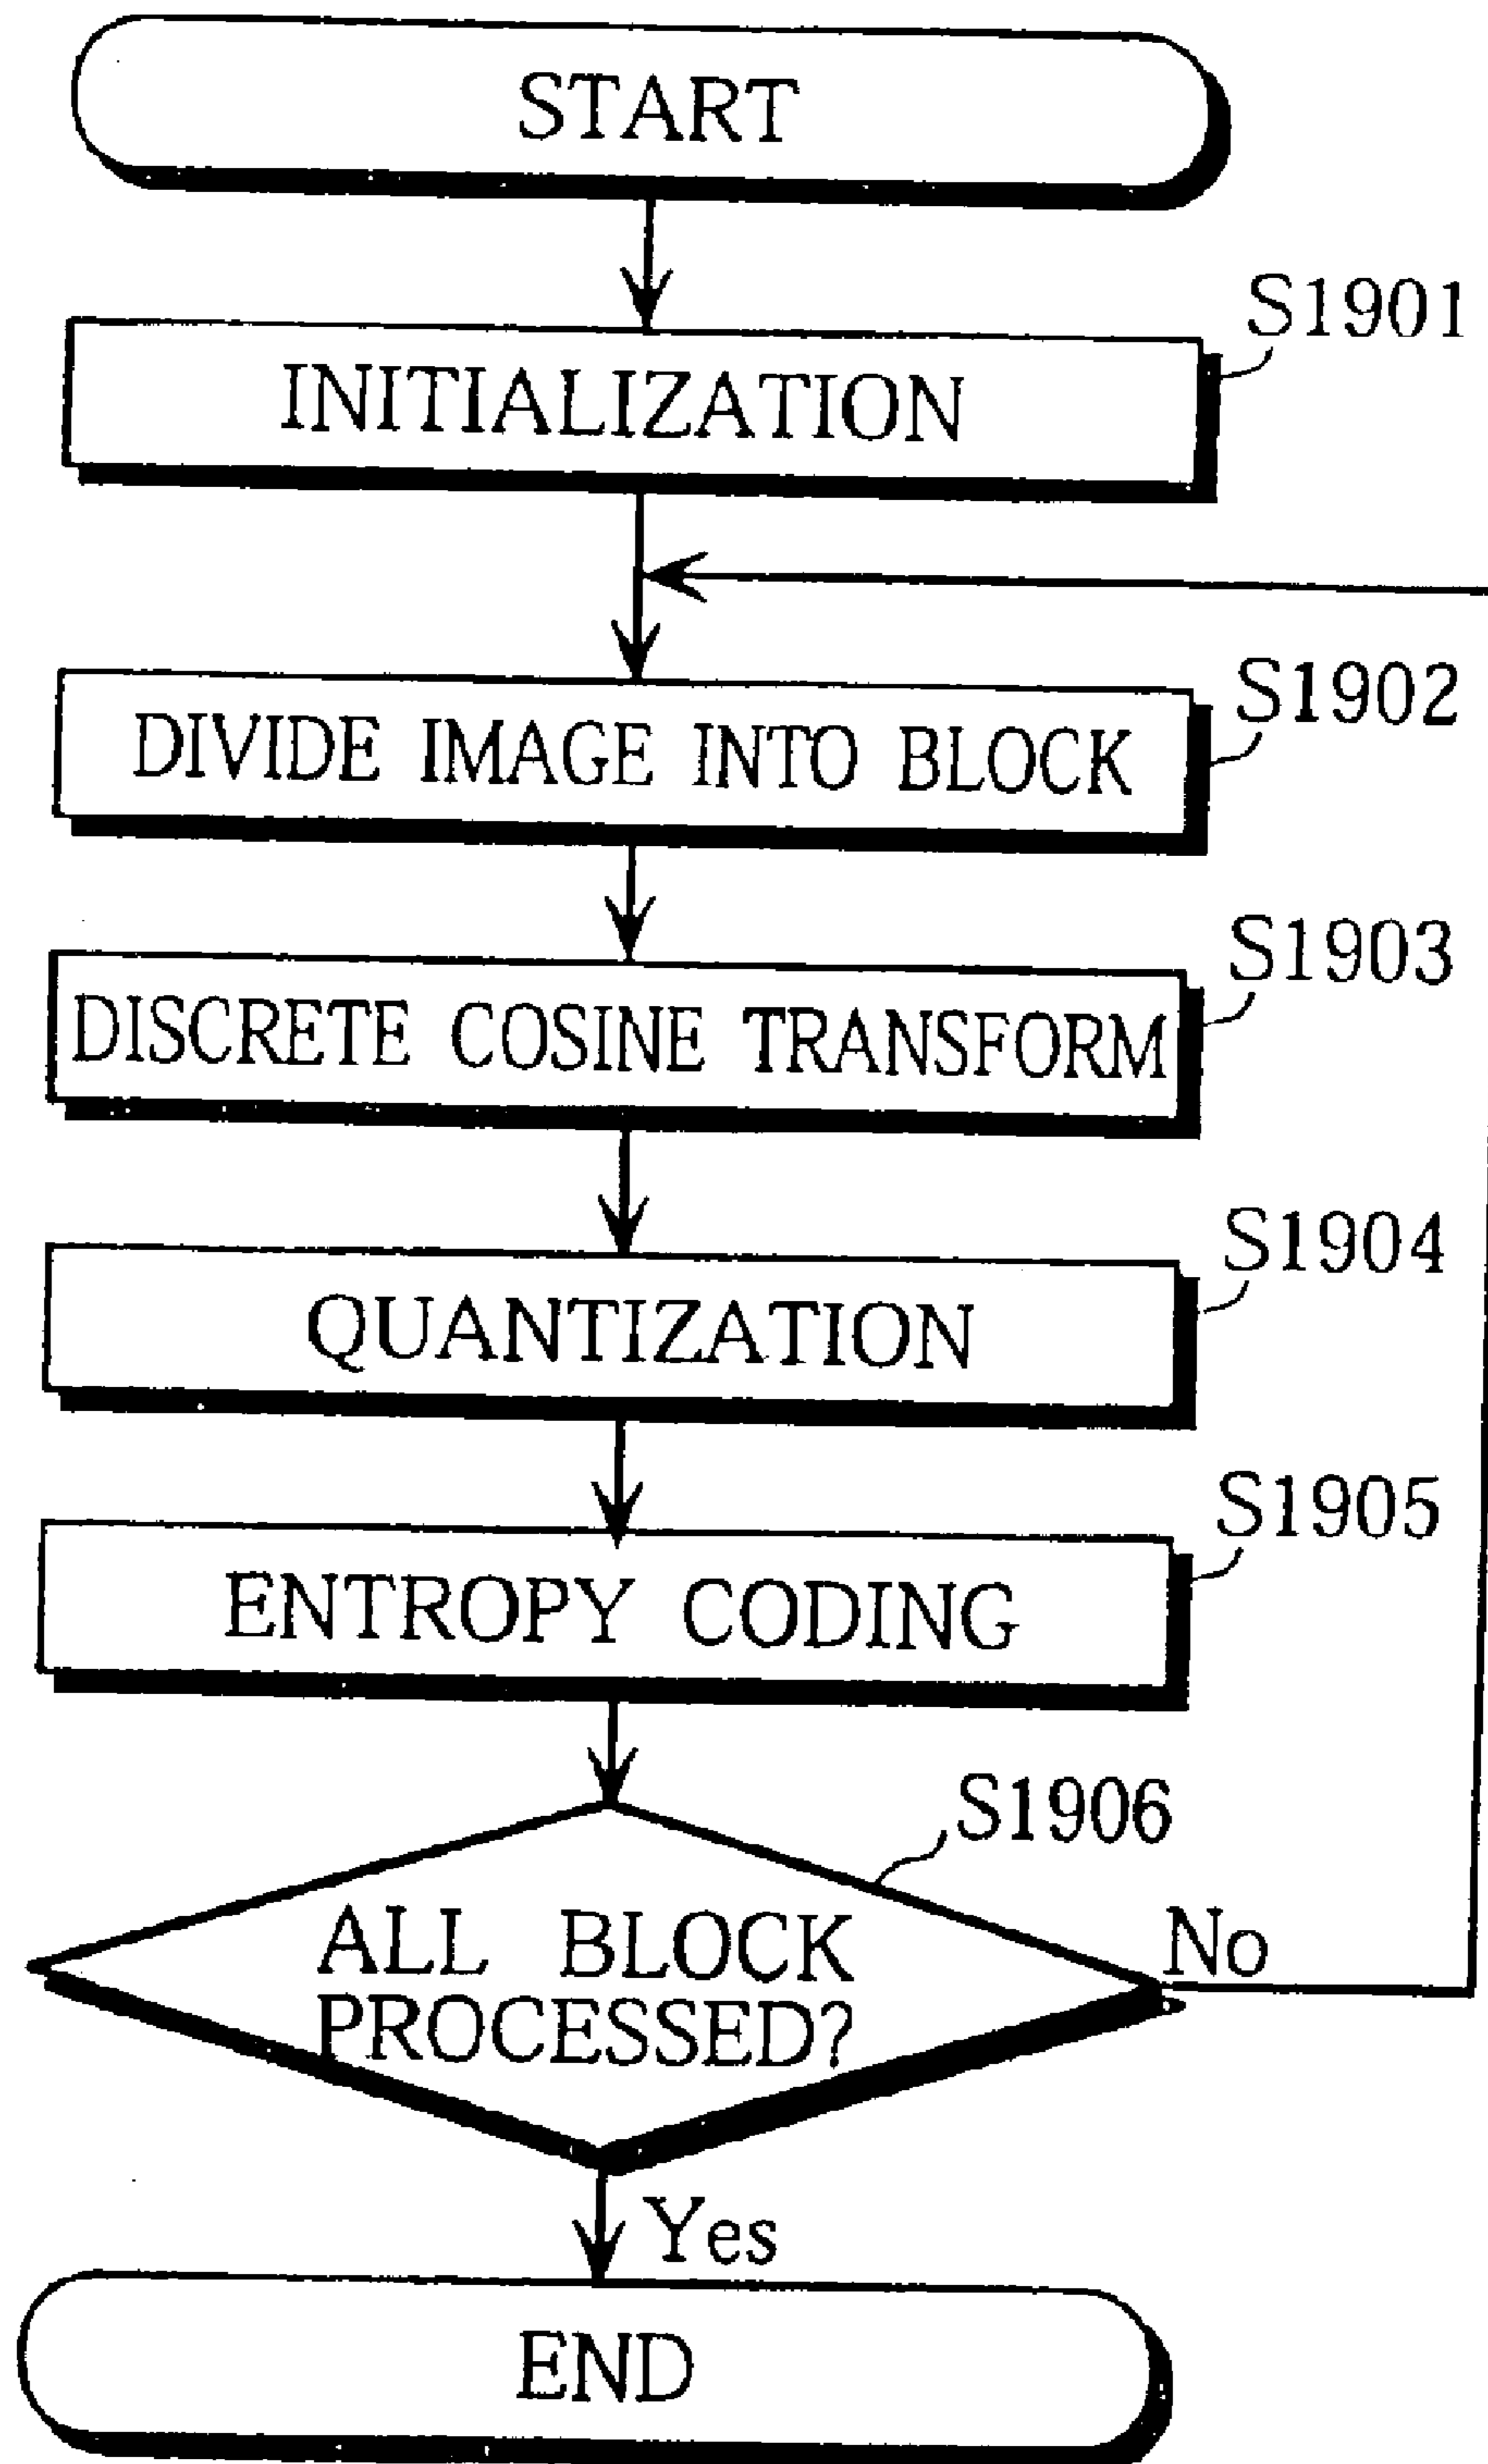 START
S1901
INITIALIZATION
S1902
DIVIDE IMAGE INTO BLOCK
S1903
DISCRETE COSINE TRANSFORM
S1904
QUANTIZATION
S1905
ENTROPY CODING
S1906
ALL BLOCK
PROCESSED?
No
Yes
END